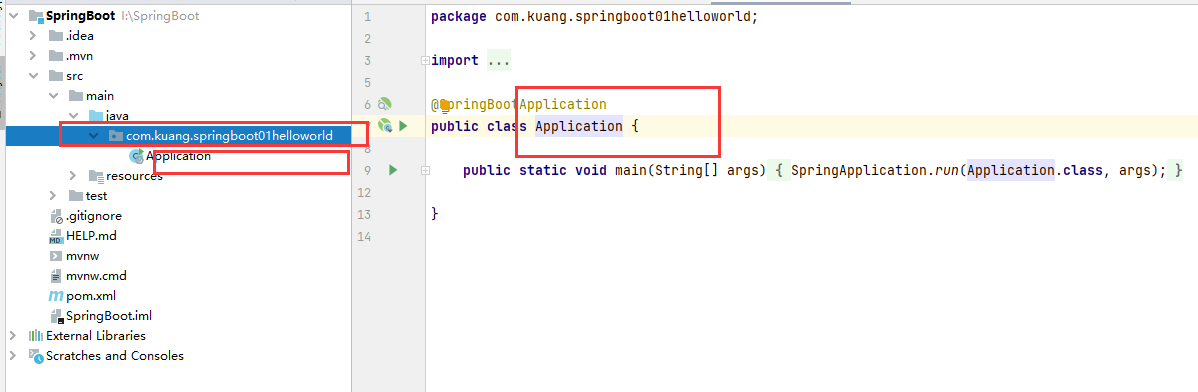 SpringBoot I:\SpringBoot
.idea
.mvn
src
main
java
com.kuang.springboot01helloworld
Application
resources
test
.gitignore
HELP.md
mvnw
mvnw.cmd
pom.xml
SpringBoot.iml
External Libraries
Scratches and Consoles
1 package com.kuang.springboot01helloworld;
2
3 import ...
5
6 @SpringBootApplication
7 public class Application {
8
9 public static void main(String[] args) { SpringApplication.run(Application.class, args); }
12
13 }
14